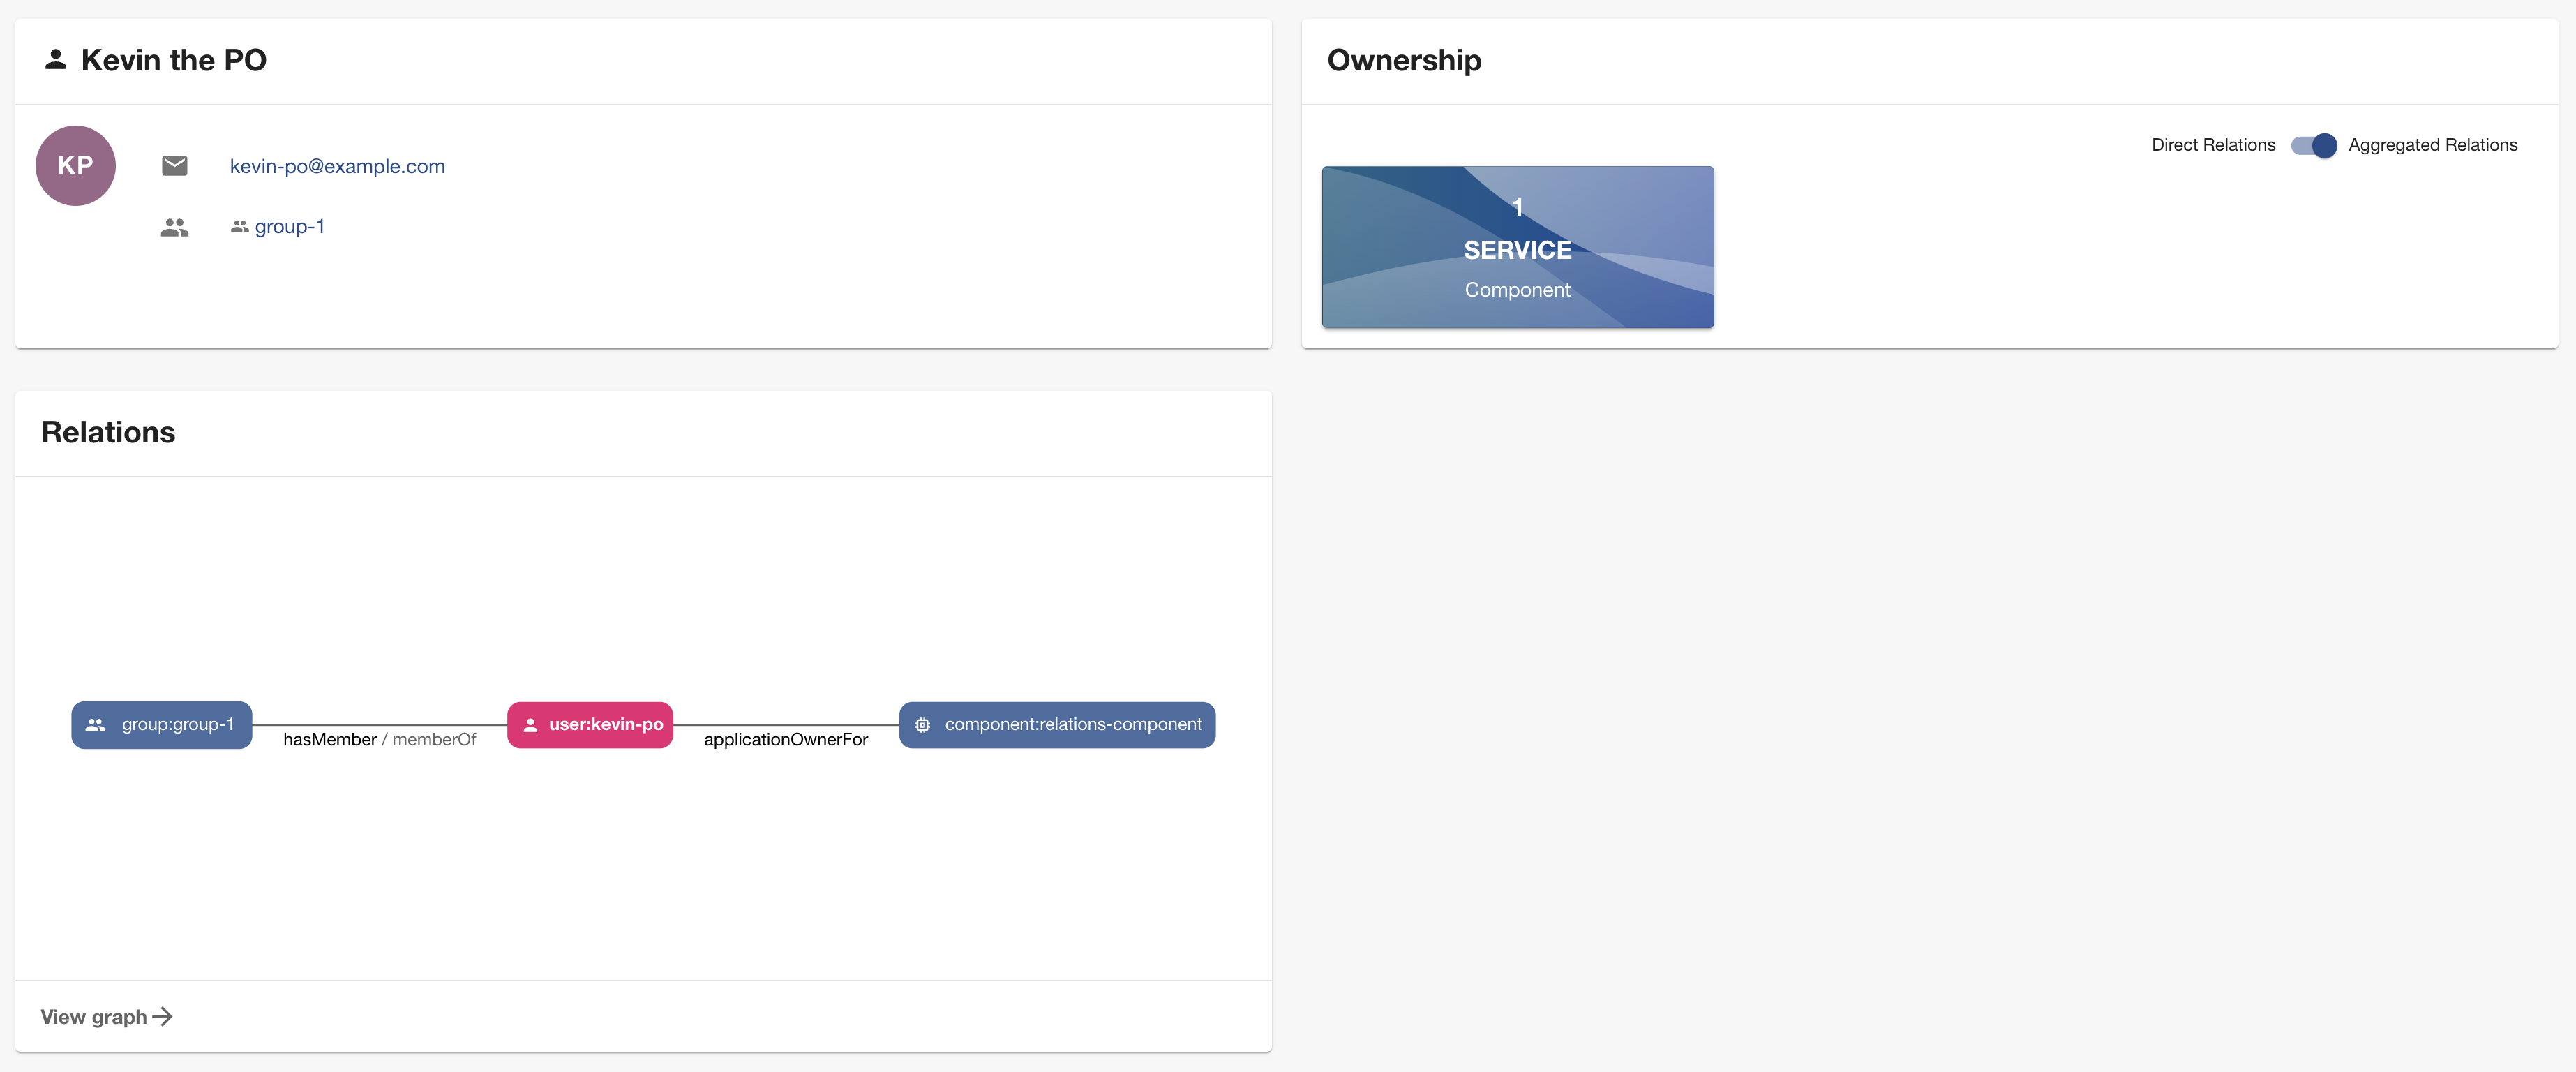 Kevin the PO
KP
kevin-po@example.com
group-1
Ownership
Direct Relations
Aggregated Relations
1
SERVICE
Component
Relations
group:group-1
hasMember / memberOf
user:kevin-po
applicationOwnerFor
component:relations-component
View graph